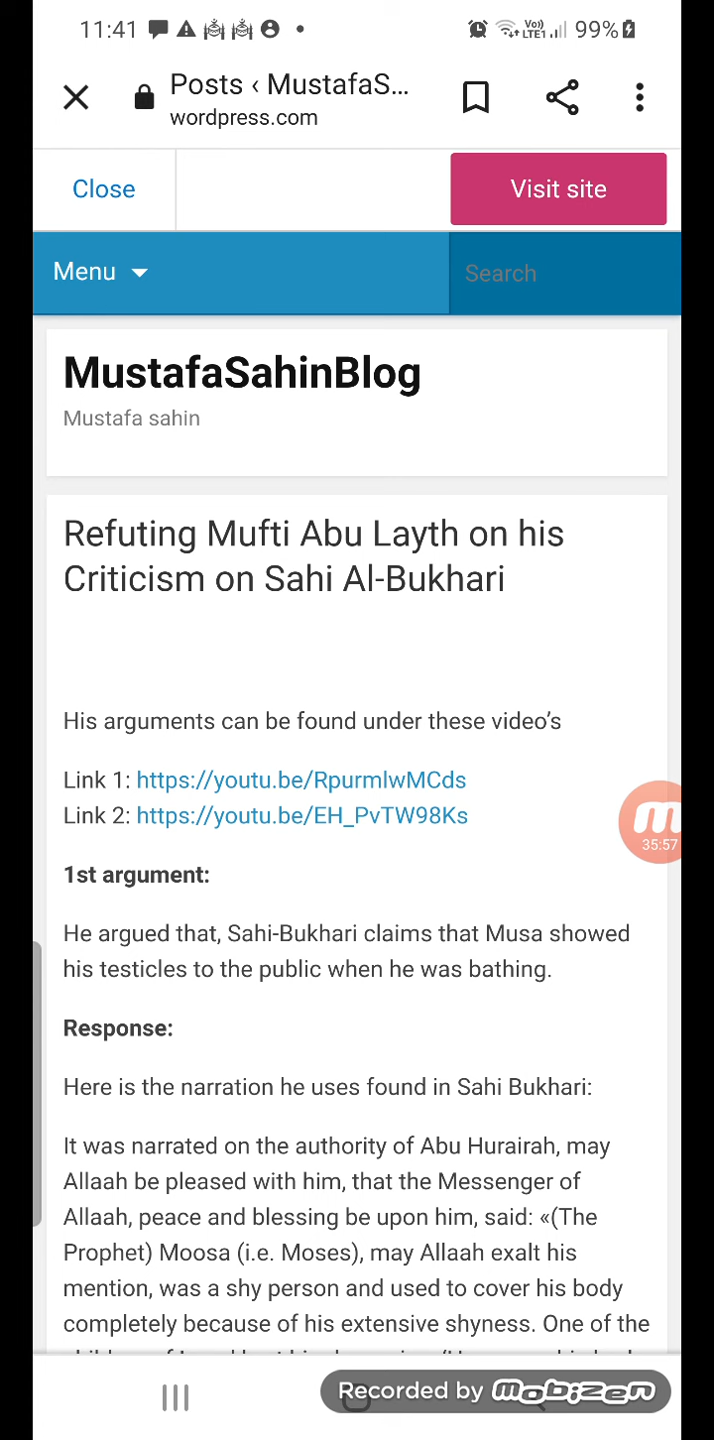 11:41
Vo)) LTE1 99%
Posts ‹ MustafaS...
wordpress.com
Close
Visit site
Menu
Search
MustafaSahinBlog
Mustafa sahin
Refuting Mufti Abu Layth on his
Criticism on Sahi Al-Bukhari
His arguments can be found under these video’s
Link 1: https://youtu.be/RpurmlwMCds
Link 2: https://youtu.be/EH_PvTW98Ks
35:57
1st argument:
He argued that, Sahi-Bukhari claims that Musa showed
his testicles to the public when he was bathing.
Response:
Here is the narration he uses found in Sahi Bukhari:
It was narrated on the authority of Abu Hurairah, may
Allaah be pleased with him, that the Messenger of
Allaah, peace and blessing be upon him, said: «(The
Prophet) Moosa (i.e. Moses), may Allaah exalt his
mention, was a shy person and used to cover his body
completely because of his extensive shyness. One of the
Recorded by mobizen